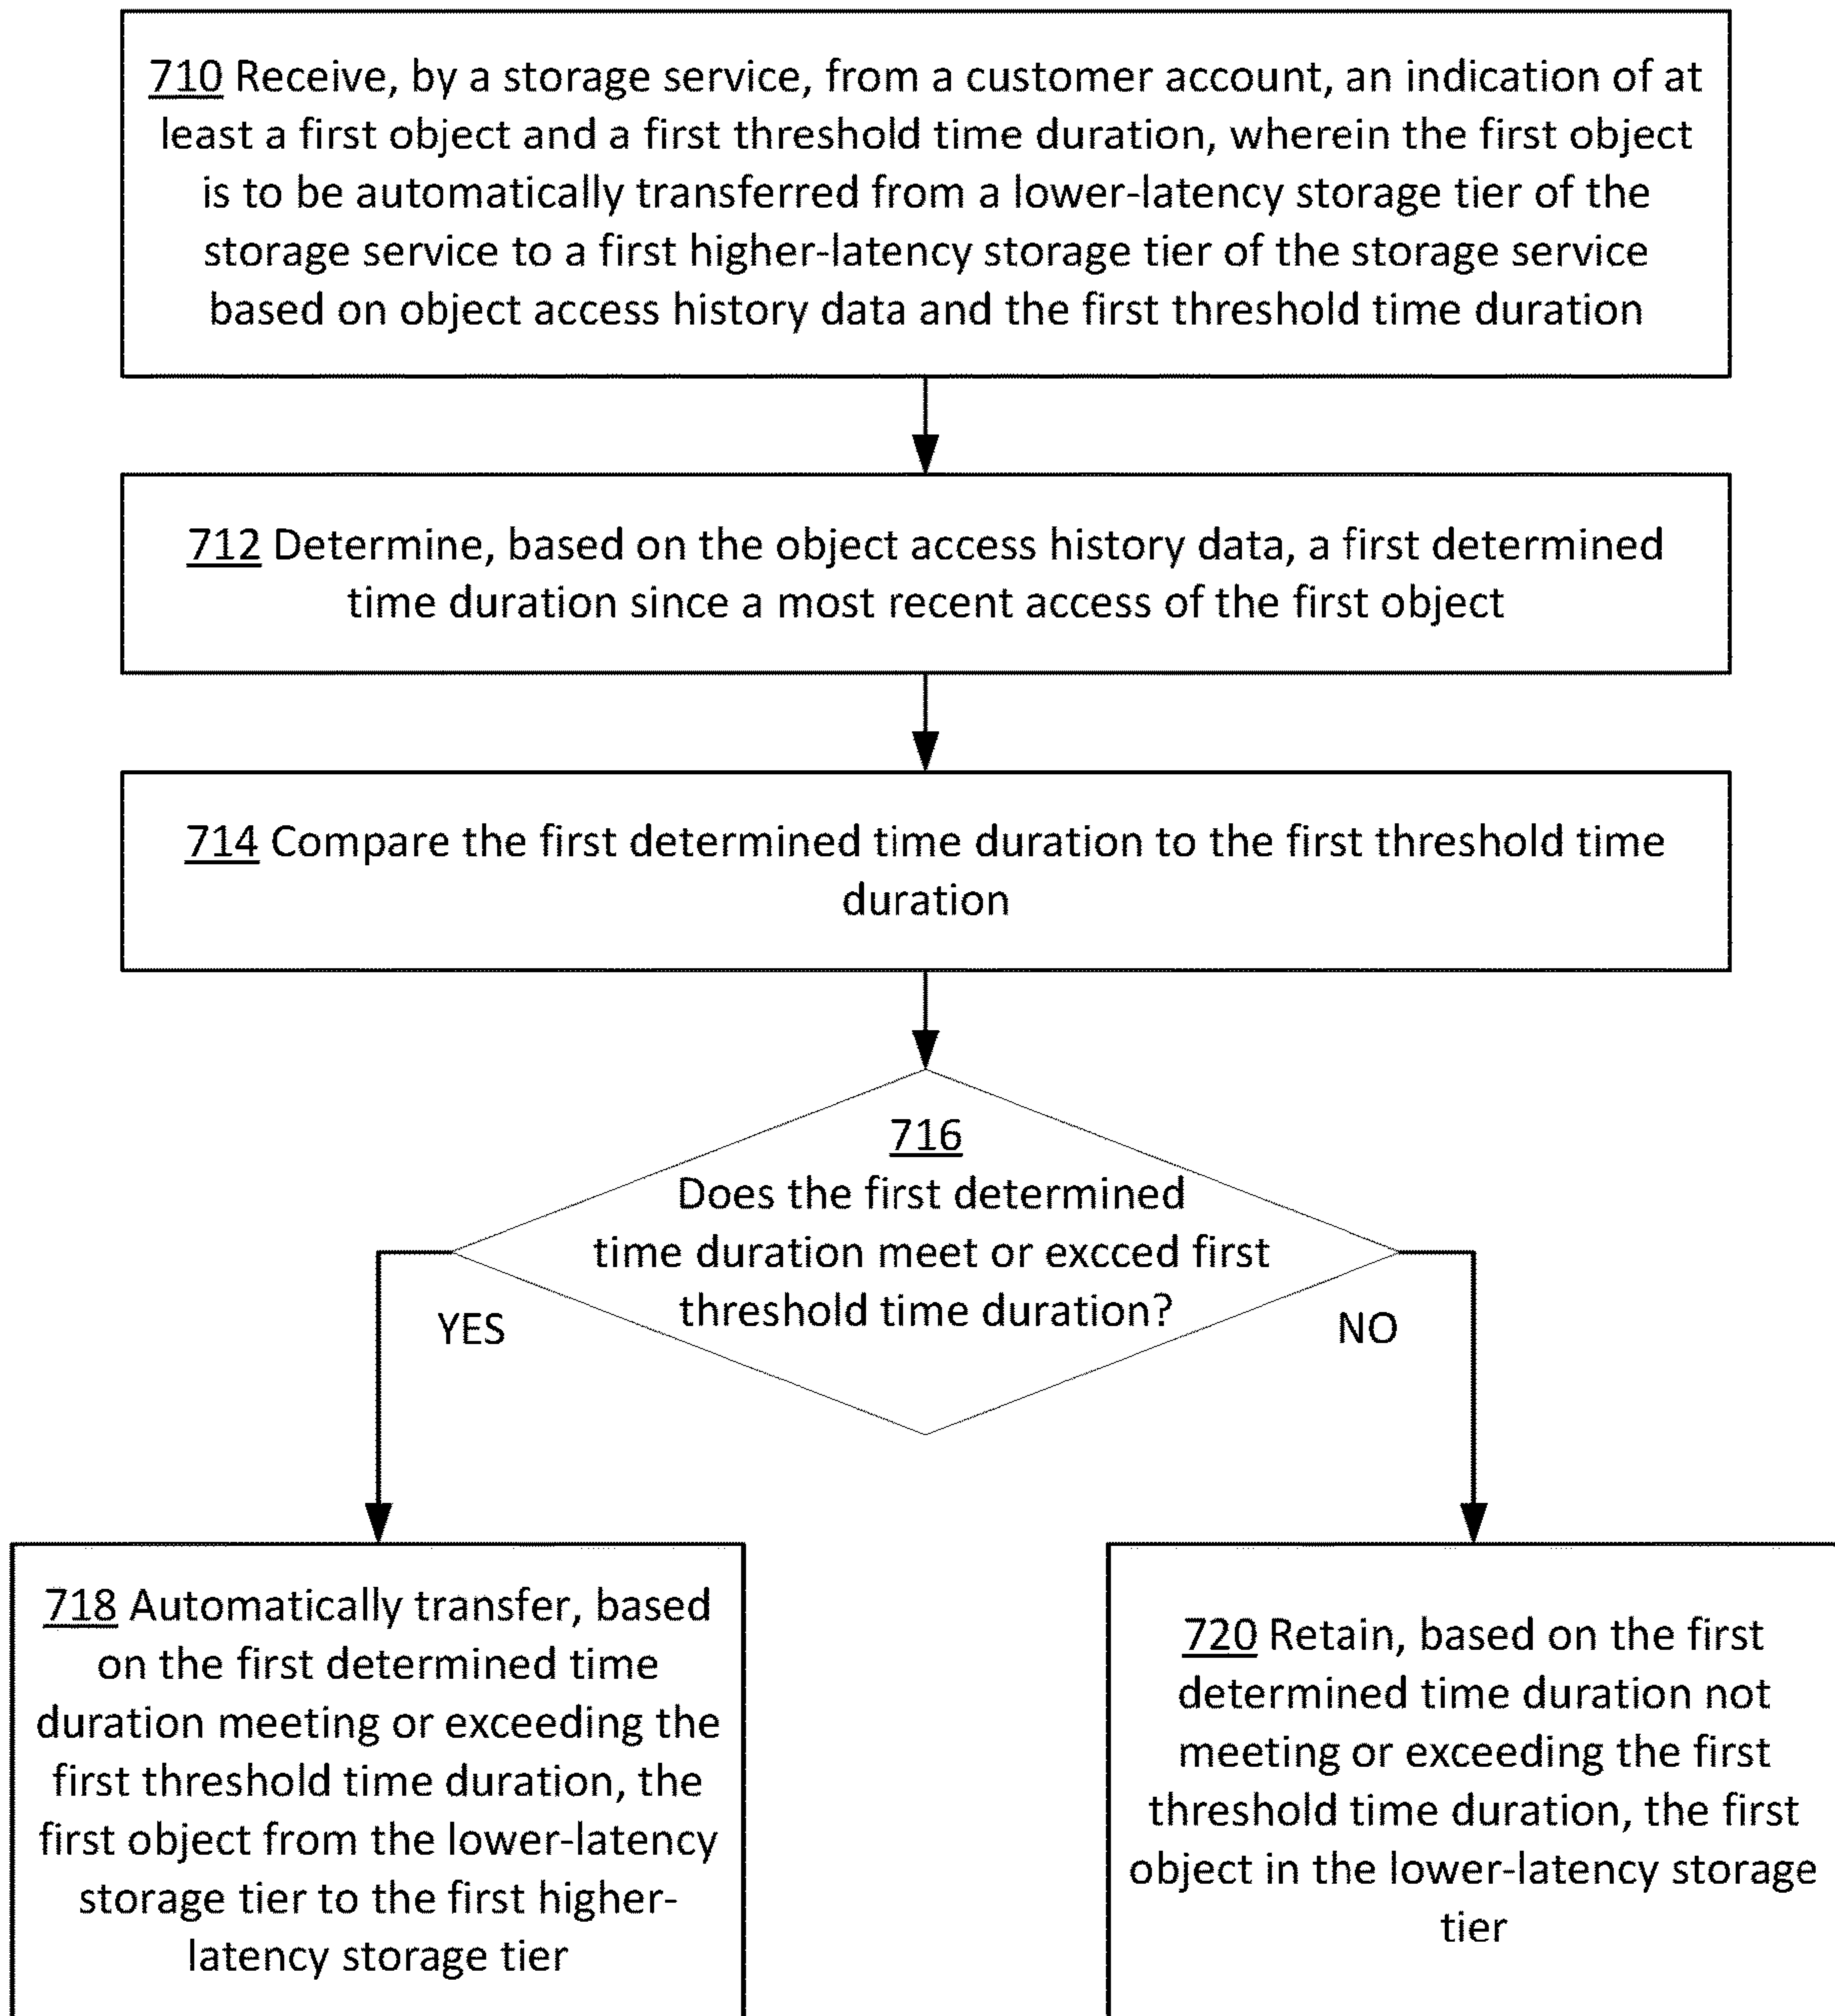 710 Receive, by a storage service, from a customer account, an indication of at
least a first object and a first threshold time duration, wherein the first object
is to be automatically transferred from a lower-latency storage tier of the
storage service to a first higher-latency storage tier of the storage service
based on object access history data and the first threshold time duration
712 Determine, based on the object access history data, a first determined
time duration since a most recent access of the first object
714 Compare the first determined time duration to the first threshold time
duration
716
Does the first determined
time duration meet or excced first
threshold time duration?
YES
NO
718 Automatically transfer, based
on the first determined time
duration meeting or exceeding the
first threshold time duration, the
first object from the lower-latency
storage tier to the first higher-
latency storage tier
720 Retain, based on the first
determined time duration not
meeting or exceeding the first
threshold time duration, the first
object in the lower-latency storage
tier